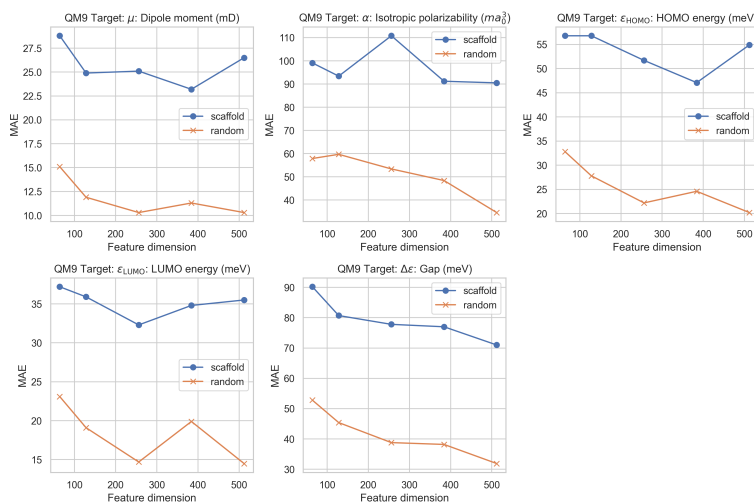 QM9 Target: μ: Dipole moment (mD)
27.5
25.0
22.5
20.0
17.5
15.0
12.5
10.0
MAE
scaffold
random
100 200 300 400 500
Feature dimension
QM9 Target: α: Isotropic polarizability (ma₀³)
110
100
90
80
70
60
50
40
MAE
scaffold
random
100 200 300 400 500
Feature dimension
QM9 Target: εHOMO: HOMO energy (meV
55
50
45
40
35
30
25
20
MAE
scaffold
random
100 200 300 400 500
Feature dimension
QM9 Target: εLUMO: LUMO energy (meV)
35
30
25
20
15
MAE
scaffold
random
100 200 300 400 500
Feature dimension
QM9 Target: Δε: Gap (meV)
90
80
70
60
50
40
30
MAE
scaffold
random
100 200 300 400 500
Feature dimension